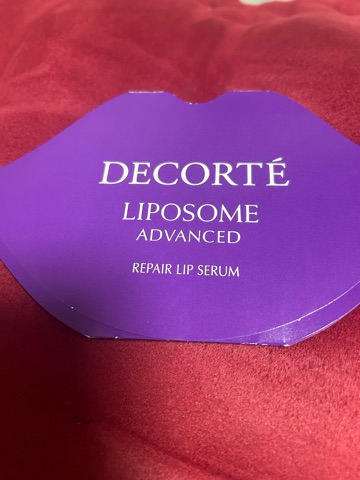 DECORTÉ
LIPOSOME
ADVANCED
REPAIR LIP SERUM